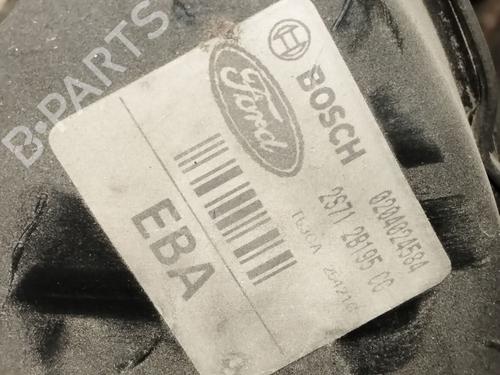 B-PARTS
Ford
BOSCH
0204024584
2S71 2B195 CC
EBA